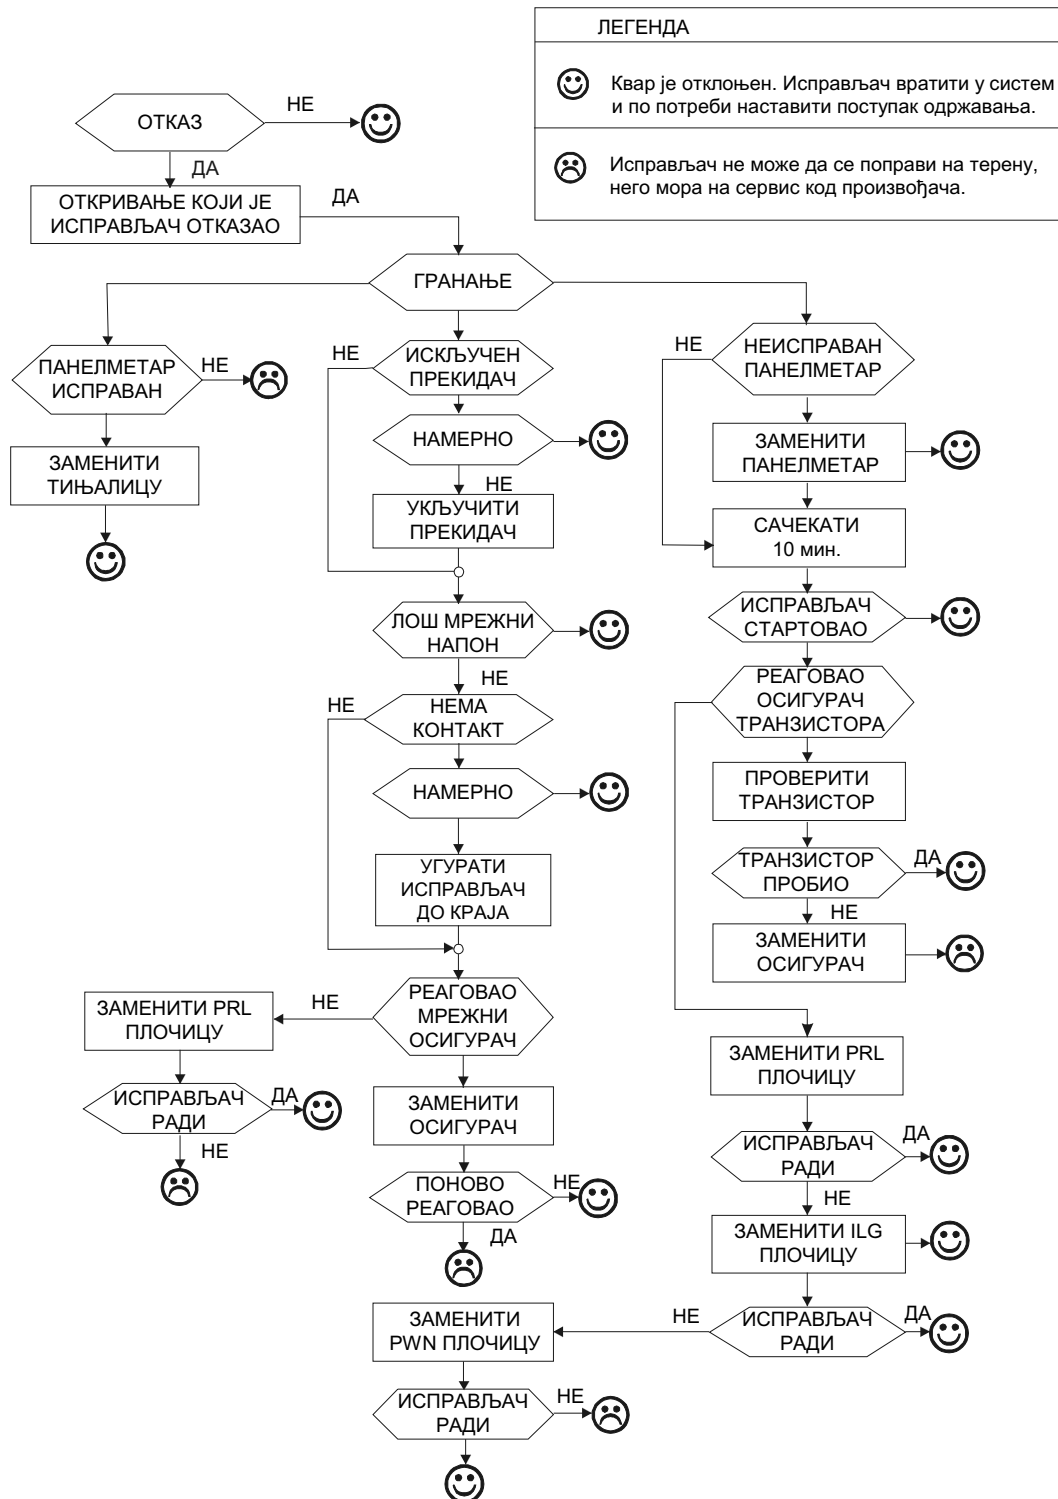 ЛЕГЕНДА
Квар је отклоњен. Исправљач вратити у систем
и по потреби наставити поступак одржавања.
Исправљач не може да се поправи на терену,
него мора на сервис код произвођача.
ОТКАЗ
НЕ
ДА
ОТКРИВАЊЕ КОЈИ ЈЕ
ИСПРАВЉАЧ ОТКАЗАО
ДА
ГРАНАЊЕ
ПАНЕЛМЕТАР
ИСПРАВАН
НЕ
ЗАМЕНИТИ
ТИЊАЛИЦУ
НЕ
ИСКЉУЧЕН
ПРЕКИДАЧ
НАМЕРНО
НЕ
УКЉУЧИТИ
ПРЕКИДАЧ
ЛОШ МРЕЖНИ
НАПОН
НЕ
НЕ
НЕМА
КОНТАКТ
НАМЕРНО
УГУРАТИ
ИСПРАВЉАЧ
ДО КРАЈА
РЕАГОВАО
МРЕЖНИ
ОСИГУРАЧ
НЕ
ЗАМЕНИТИ PRL
ПЛОЧИЦУ
ИСПРАВЉАЧ
РАДИ
ДА
НЕ
ЗАМЕНИТИ
ОСИГУРАЧ
ПОНОВО
РЕАГОВАО
НЕ
ДА
НЕ
НЕИСПРАВАН
ПАНЕЛМЕТАР
ЗАМЕНИТИ
ПАНЕЛМЕТАР
САЧЕКАТИ
10 мин.
ИСПРАВЉАЧ
СТАРТОВАО
РЕАГОВАО
ОСИГУРАЧ
ТРАНЗИСТОРА
ПРОВЕРИТИ
ТРАНЗИСТОР
ТРАНЗИСТОР
ПРОБИО
ДА
НЕ
ЗАМЕНИТИ
ОСИГУРАЧ
ЗАМЕНИТИ PRL
ПЛОЧИЦУ
ИСПРАВЉАЧ
РАДИ
ДА
НЕ
ЗАМЕНИТИ ILG
ПЛОЧИЦУ
ИСПРАВЉАЧ
РАДИ
ДА
НЕ
ЗАМЕНИТИ
PWN ПЛОЧИЦУ
ИСПРАВЉАЧ
РАДИ
НЕ